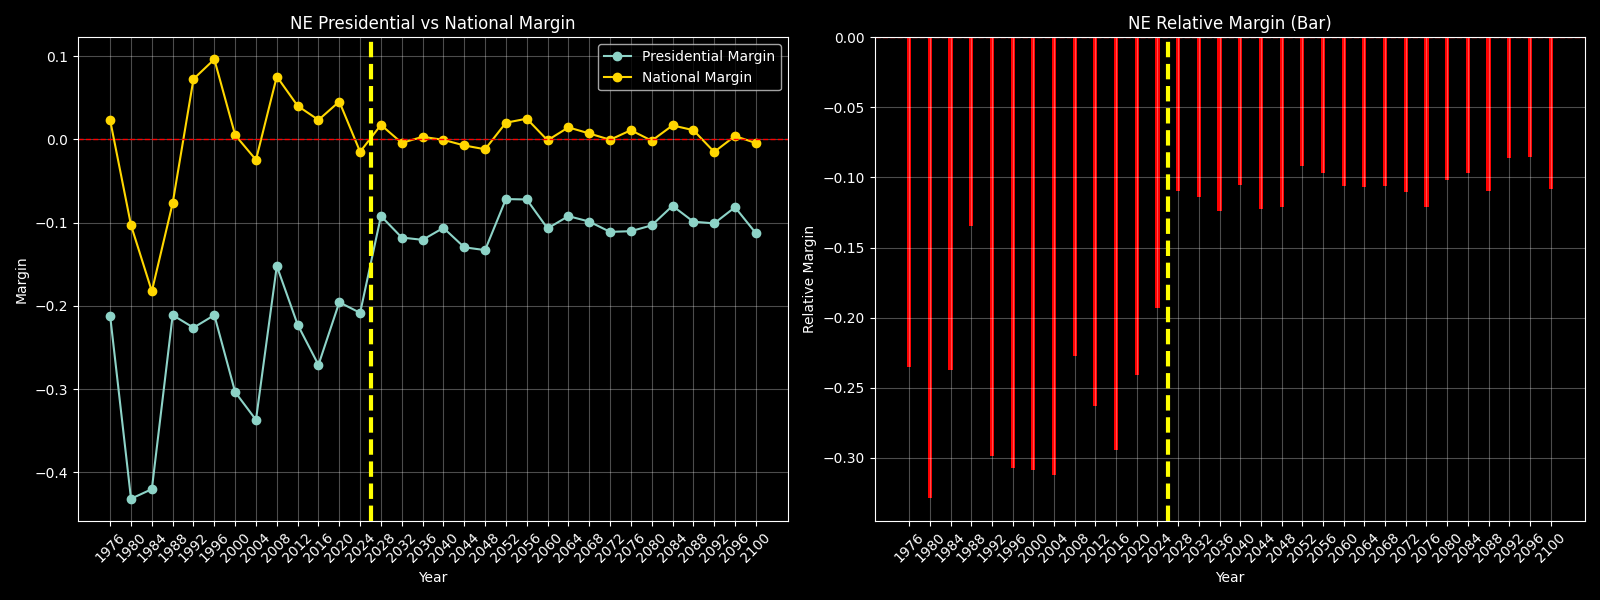 NE Presidential vs National Margin
Presidential Margin
National Margin
Margin
0.1
0.0
−0.1
−0.2
−0.3
−0.4
1976 1980 1984 1988 1992 1996 2000 2004 2008 2012 2016 2020 2024 2028 2032 2036 2040 2044 2048 2052 2056 2060 2064 2068 2072 2076 2080 2084 2088 2092 2096 2100
Year
NE Relative Margin (Bar)
Relative Margin
0.00
−0.05
−0.10
−0.15
−0.20
−0.25
−0.30
1976 1980 1984 1988 1992 1996 2000 2004 2008 2012 2016 2020 2024 2028 2032 2036 2040 2044 2048 2052 2056 2060 2064 2068 2072 2076 2080 2084 2088 2092 2096 2100
Year